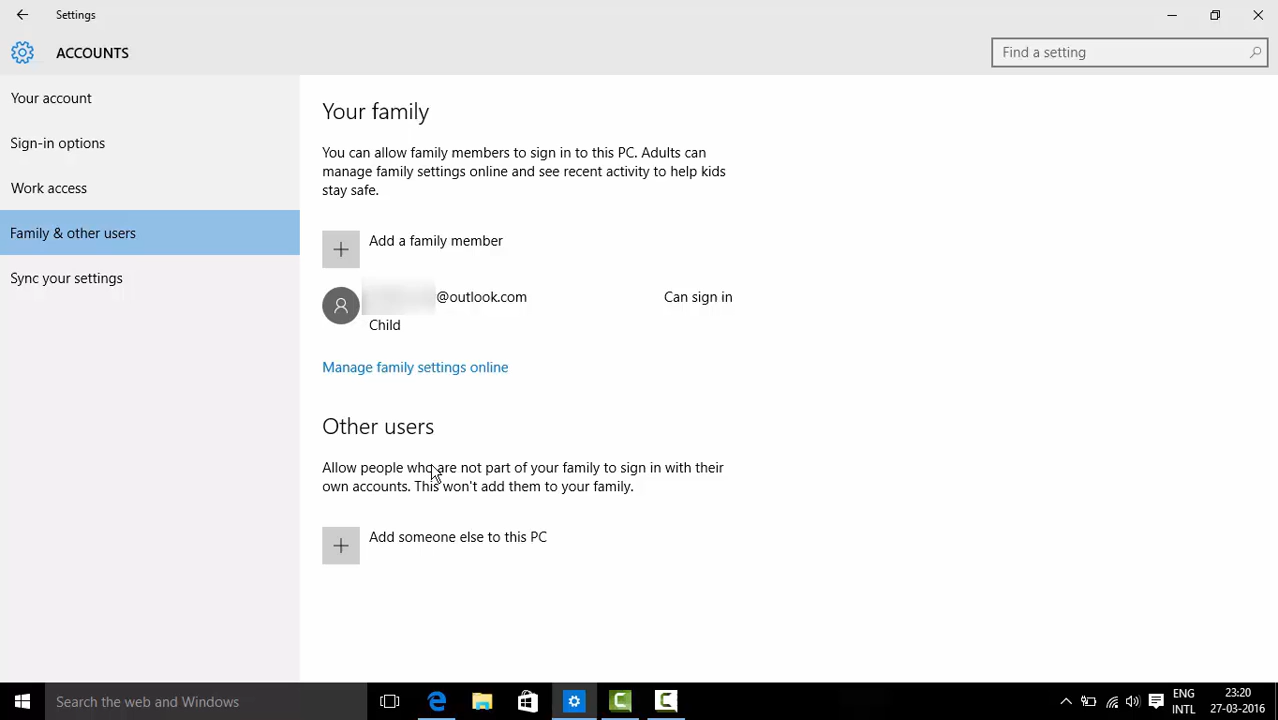 Settings
ACCOUNTS
Find a setting
Your account
Sign-in options
Work access
Family & other users
Sync your settings
Your family
You can allow family members to sign in to this PC. Adults can
manage family settings online and see recent activity to help kids
stay safe.
Add a family member
@outlook.com Can sign in
Child
Manage family settings online
Other users
Allow people who are not part of your family to sign in with their
own accounts. This won't add them to your family.
Add someone else to this PC
Search the web and Windows
ENG
INTL
23:20
27-03-2016